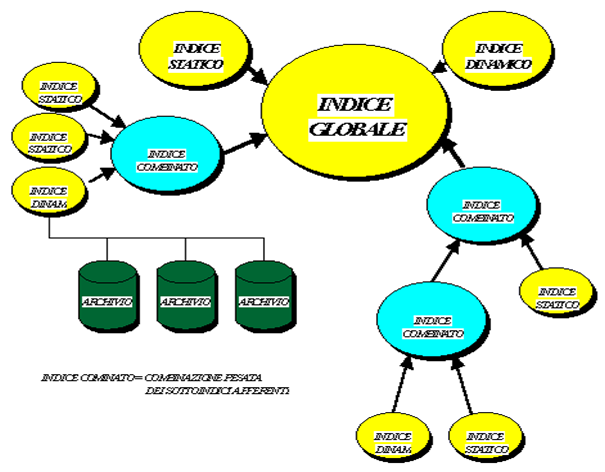 INDICE
STATICO
INDICE
DINAMICO
INDICE
GLOBALE
INDICE
STATICO
INDICE
STATICO
INDICE
DINAM.
INDICE
COMBINATO
INDICE
COMBINATO
INDICE
STATICO
INDICE
COMBINATO
ARCHIVIO
ARCHIVIO
ARCHIVIO
INDICE COMINATO = COMBINAZIONE PESATA
DEI SOTTOINDICI AFFERENTI
INDICE
DINAM.
INDICE
STATICO